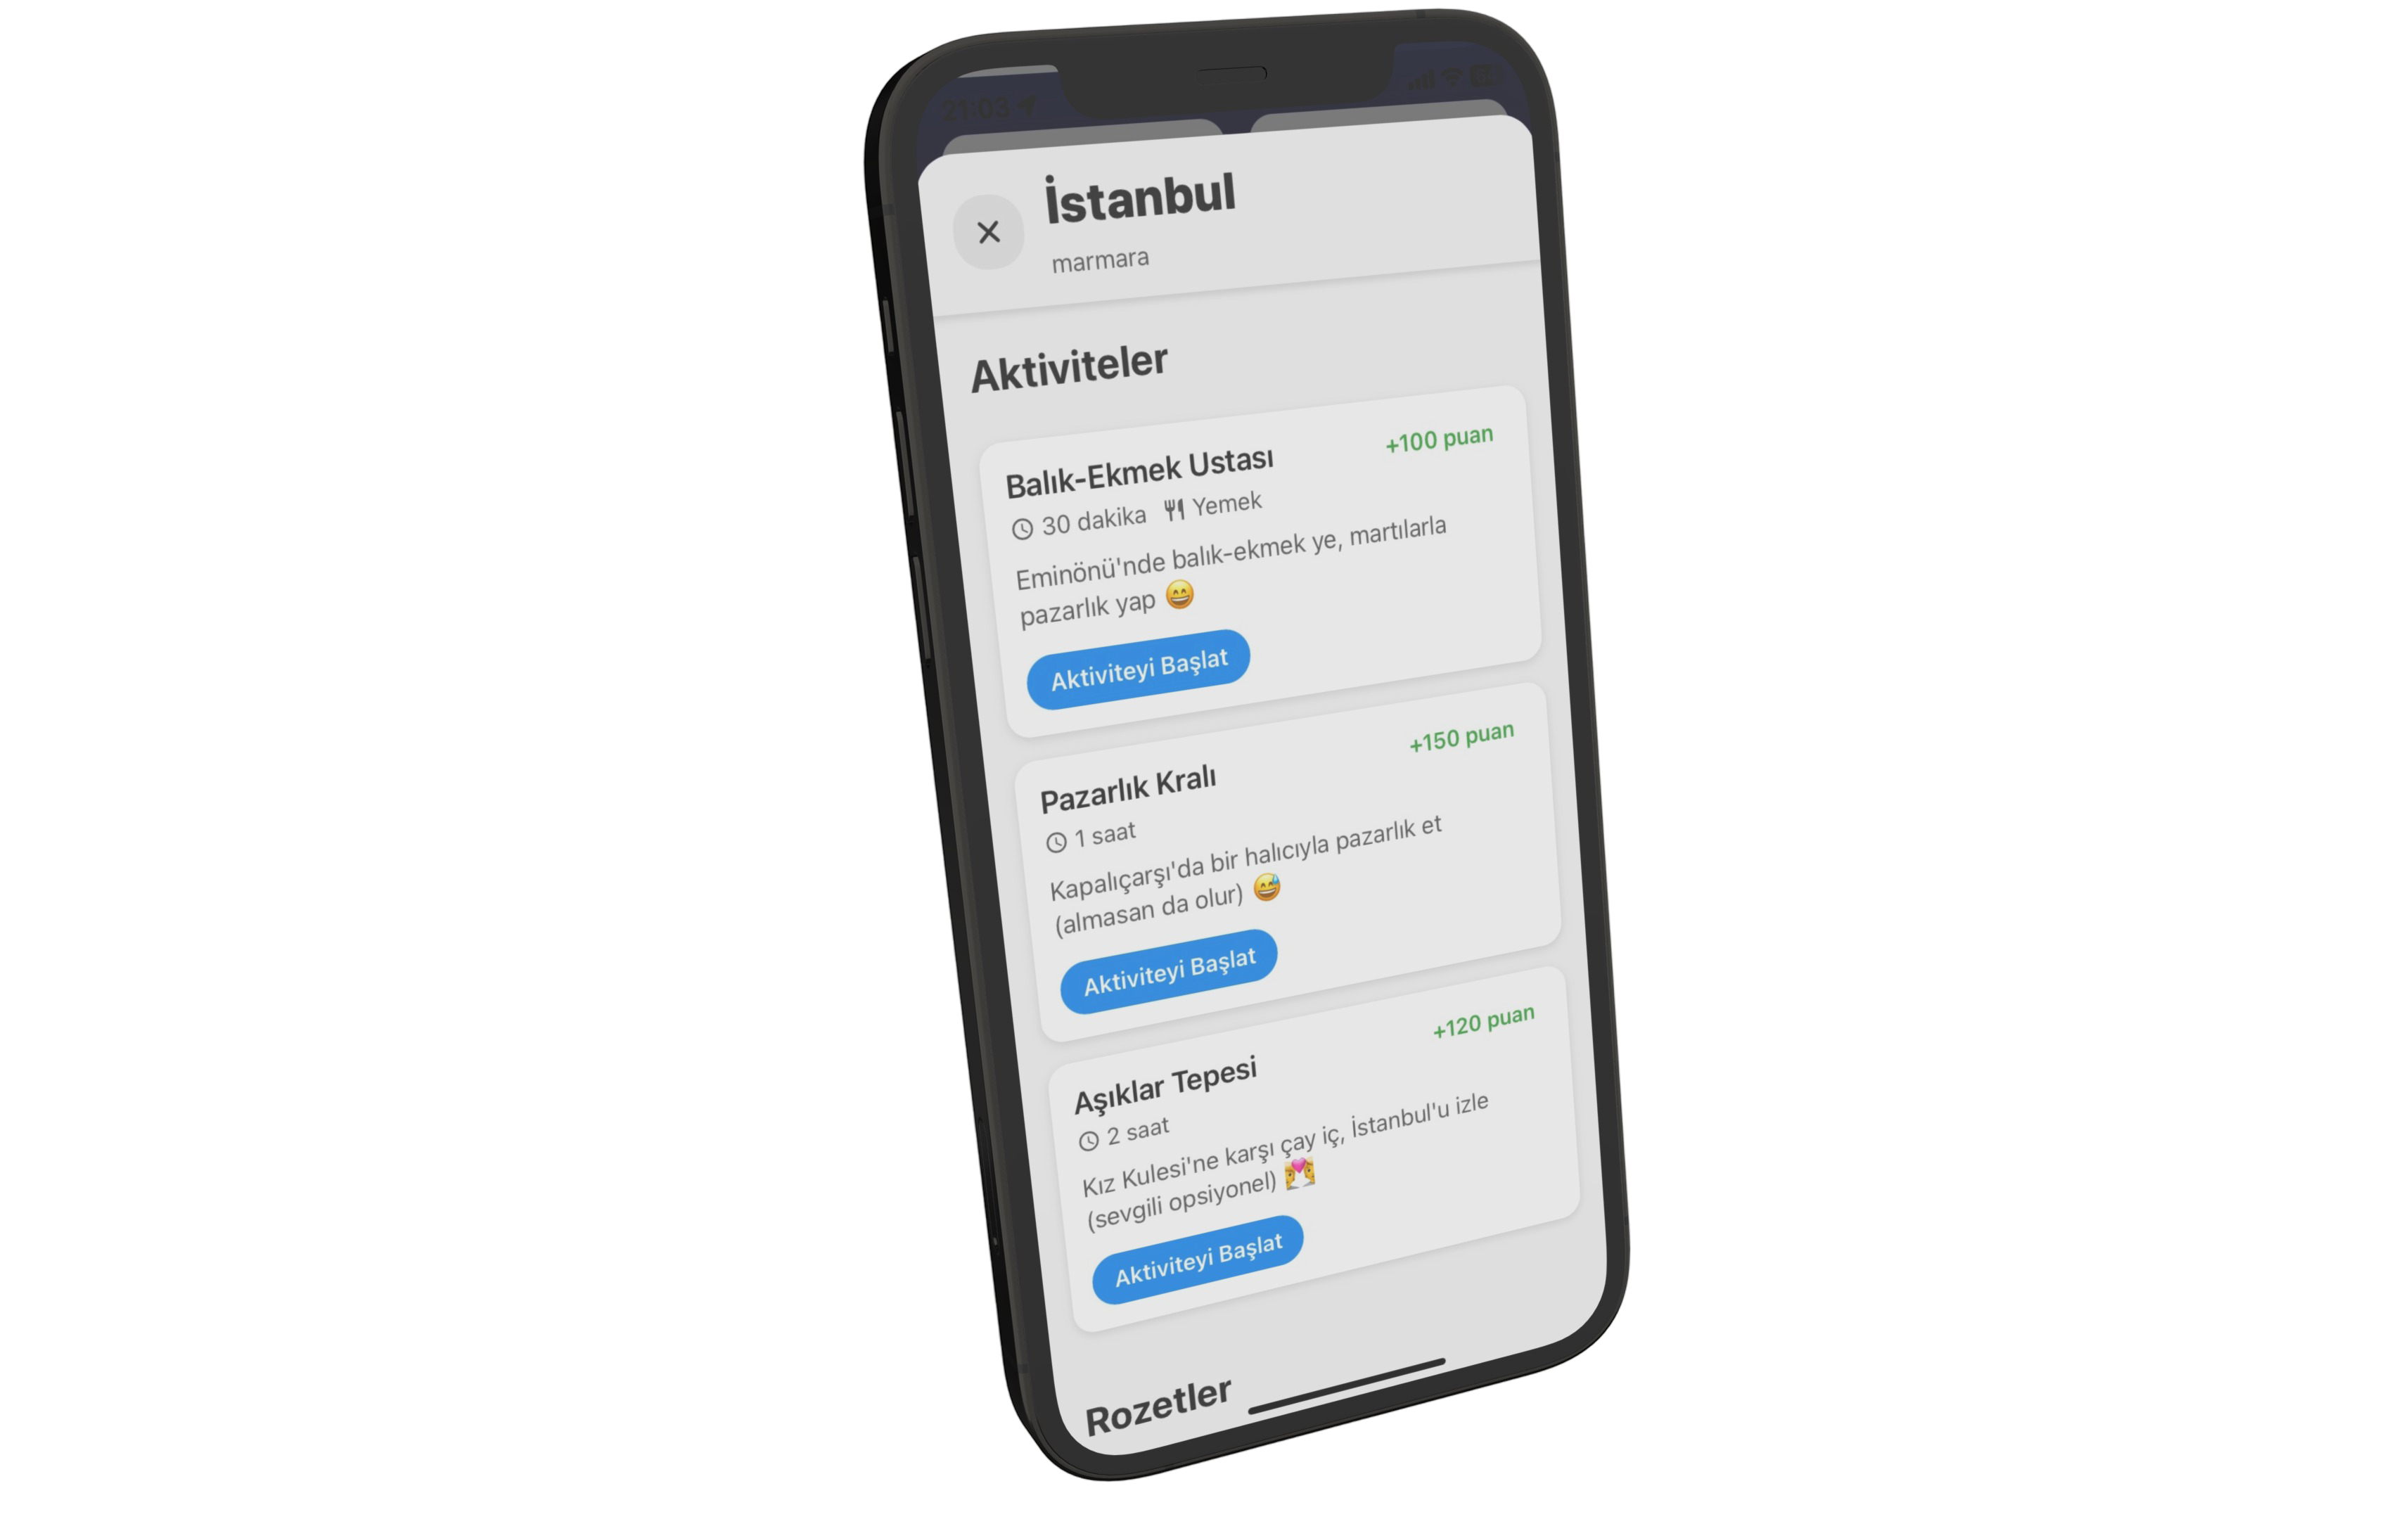 21:03
İstanbul
marmara
Aktiviteler
Balık-Ekmek Ustası
+100 puan
30 dakika Yemek
Eminönü'nde balık-ekmek ye, martılarla
pazarlık yap 😄
Aktiviteyi Başlat
Pazarlık Kralı
+150 puan
1 saat
Kapalıçarşı'da bir halıcıyla pazarlık et
(almasan da olur) 😅
Aktiviteyi Başlat
Aşıklar Tepesi
+120 puan
2 saat
Kız Kulesi'ne karşı çay iç, İstanbul'u izle
(sevgili opsiyonel) 💑
Aktiviteyi Başlat
Rozetler